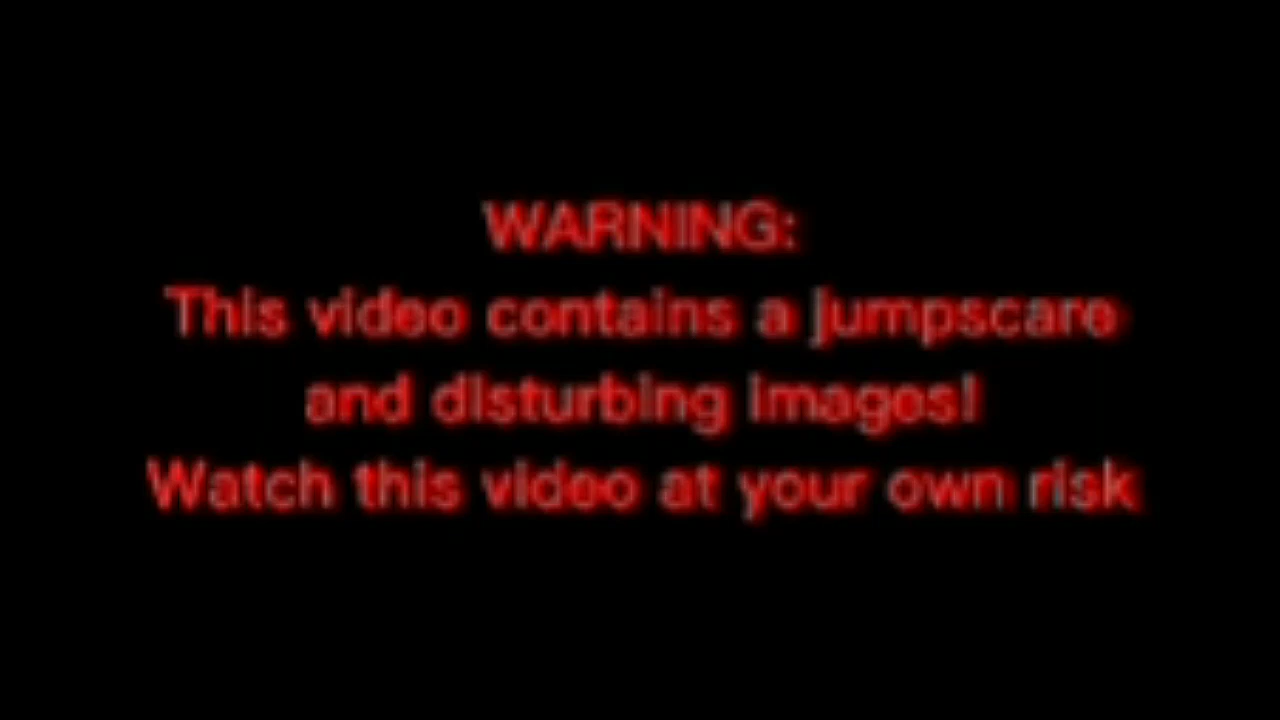 WARNING:
This video contains a jumpscare
and disturbing images!
Watch this video at your own risk